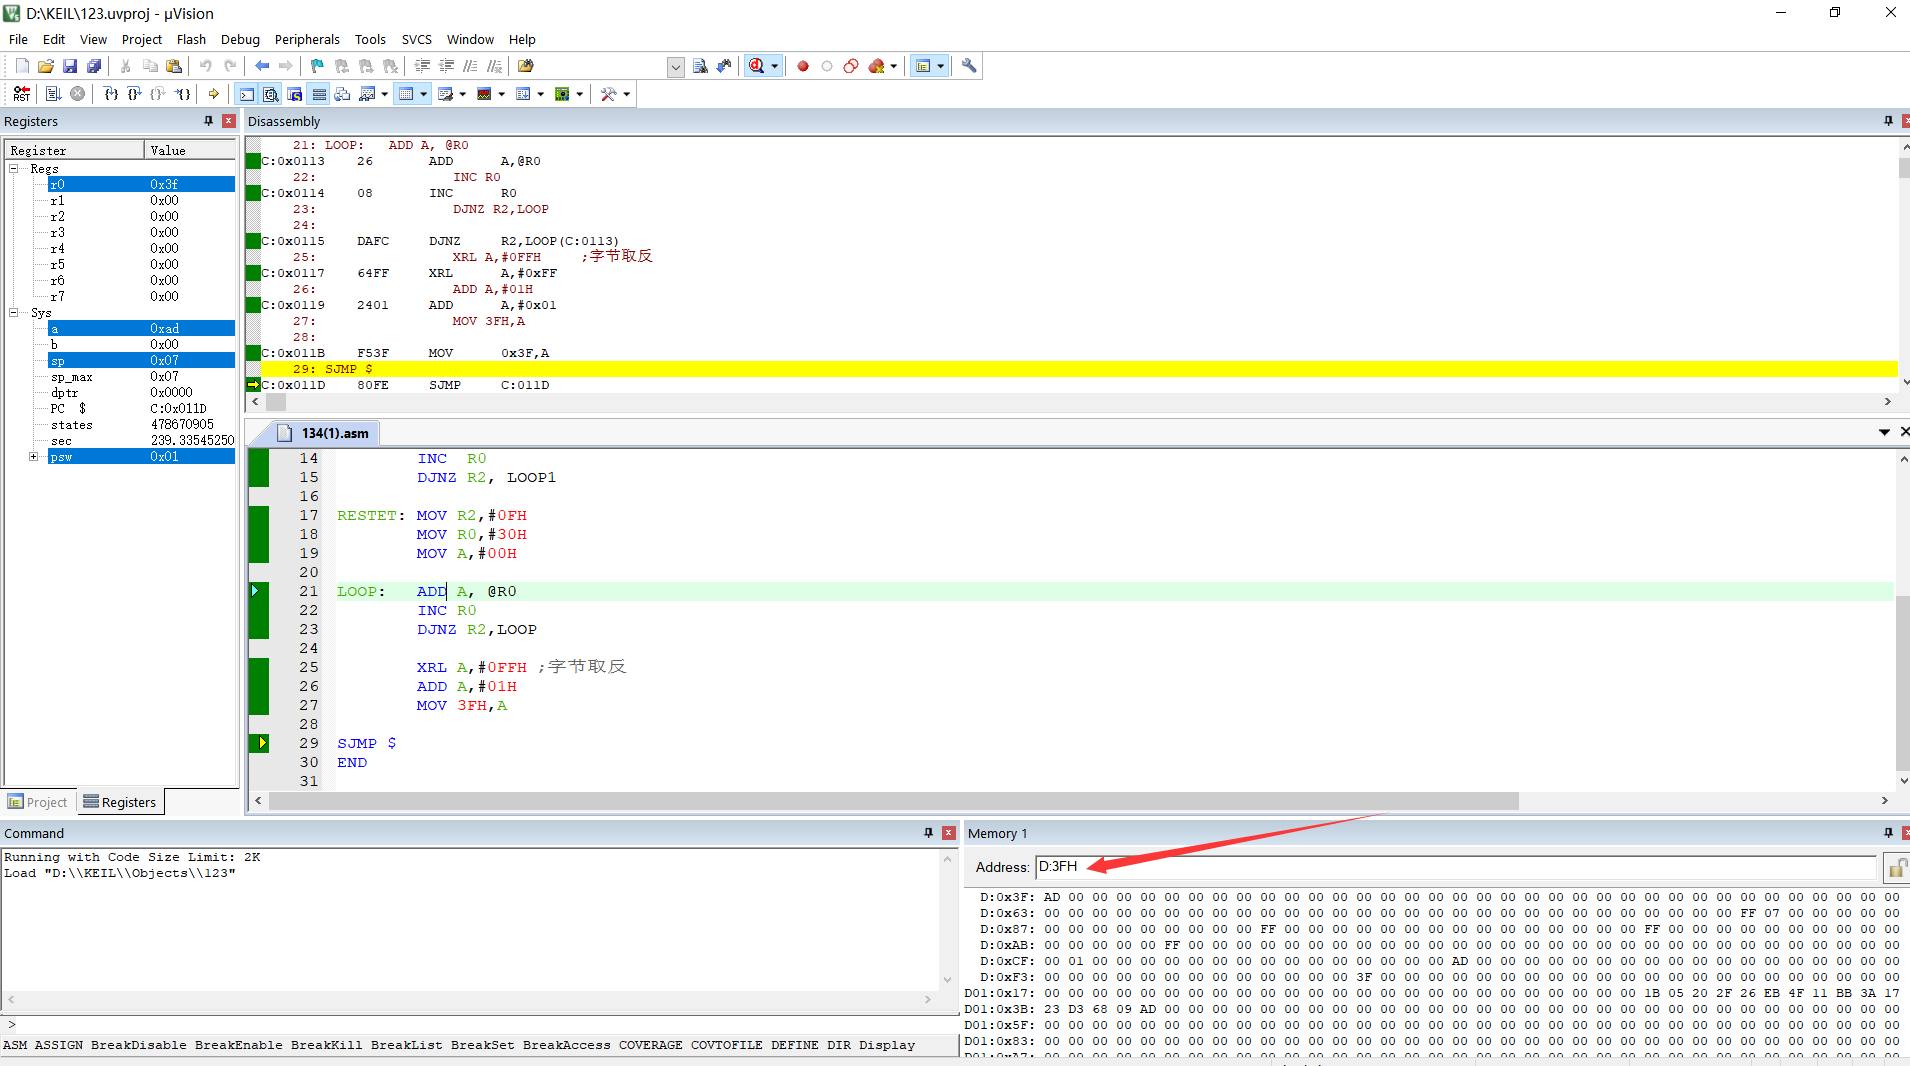 D:\KEIL\123.uvproj - µVision
File Edit View Project Flash Debug Peripherals Tools SVCS Window Help
Registers
Register Value
Regs
r0 0x3f
r1 0x00
r2 0x00
r3 0x00
r4 0x00
r5 0x00
r6 0x00
r7 0x00
Sys
a 0xad
b 0x00
sp 0x07
sp_max 0x07
dptr 0x0000
PC $ C:0x011D
states 478670905
sec 239.33545250
psw 0x01
Project Registers
Disassembly
21: LOOP: ADD A, @R0
C:0x0113 26 ADD A,@R0
22: INC R0
C:0x0114 08 INC R0
23: DJNZ R2,LOOP
24:
C:0x0115 DAFC DJNZ R2,LOOP(C:0113)
25: XRL A,#0FFH ;字节取反
C:0x0117 64FF XRL A,#0xFF
26: ADD A,#01H
C:0x0119 2401 ADD A,#0x01
27: MOV 3FH,A
28:
C:0x011B F53F MOV 0x3F,A
29: SJMP $
C:0x011D 80FE SJMP C:011D
134(1).asm
14 INC R0
15 DJNZ R2, LOOP1
16
17 RESTET: MOV R2,#0FH
18 MOV R0,#30H
19 MOV A,#00H
20
21 LOOP: ADD A, @R0
22 INC R0
23 DJNZ R2,LOOP
24
25 XRL A,#0FFH ;字节取反
26 ADD A,#01H
27 MOV 3FH,A
28
29 SJMP $
30 END
31
Command
Running with Code Size Limit: 2K
Load "D:\\KEIL\\Objects\\123"
>
ASM ASSIGN BreakDisable BreakEnable BreakKill BreakList BreakSet BreakAccess COVERAGE COVTOFILE DEFINE DIR Display
Memory 1
Address: D:3FH
D:0x3F: AD 00 00 00 00 00 00 00 00 00 00 00 00 00 00 00 00 00 00 00 00 00 00 00 00 00 00 00 00 00 00 00 00 00 00 00
D:0x63: 00 00 00 00 00 00 00 00 00 00 00 00 00 00 00 00 00 00 00 00 00 00 00 00 00 00 00 00 00 FF 07 00 00 00 00 00
D:0x87: 00 00 00 00 00 00 00 00 00 FF 00 00 00 00 00 00 00 00 00 00 00 00 00 00 00 FF 00 00 00 00 00 00 00 00 00 00
D:0xAB: 00 00 00 00 00 FF 00 00 00 00 00 00 00 00 00 00 00 00 00 00 00 00 00 00 00 00 00 00 00 00 00 00 00 00 00 00
D:0xCF: 00 01 00 00 00 00 00 00 00 00 00 00 00 00 00 00 00 AD 00 00 00 00 00 00 00 00 00 00 00 00 00 00 00 00 00 00
D:0xF3: 00 00 00 00 00 00 00 00 00 00 00 00 00 3F 00 00 00 00 00 00 00 00 00 00 00 00 00 00 00 00 00 00 00 00 00 00
D01:0x17: 00 00 00 00 00 00 00 00 00 00 00 00 00 00 00 00 00 00 00 00 00 00 00 00 00 1B 05 20 2F 26 EB 4F 11 BB 3A 17
D01:0x3B: 23 D3 68 09 AD 00 00 00 00 00 00 00 00 00 00 00 00 00 00 00 00 00 00 00 00 00 00 00 00 00 00 00 00 00 00 00
D01:0x5F: 00 00 00 00 00 00 00 00 00 00 00 00 00 00 00 00 00 00 00 00 00 00 00 00 00 00 00 00 00 00 00 00 00 00 00 00
D01:0x83: 00 00 00 00 00 00 00 00 00 00 00 00 00 00 00 00 00 00 00 00 00 00 00 00 00 00 00 00 00 00 00 00 00 00 00 00